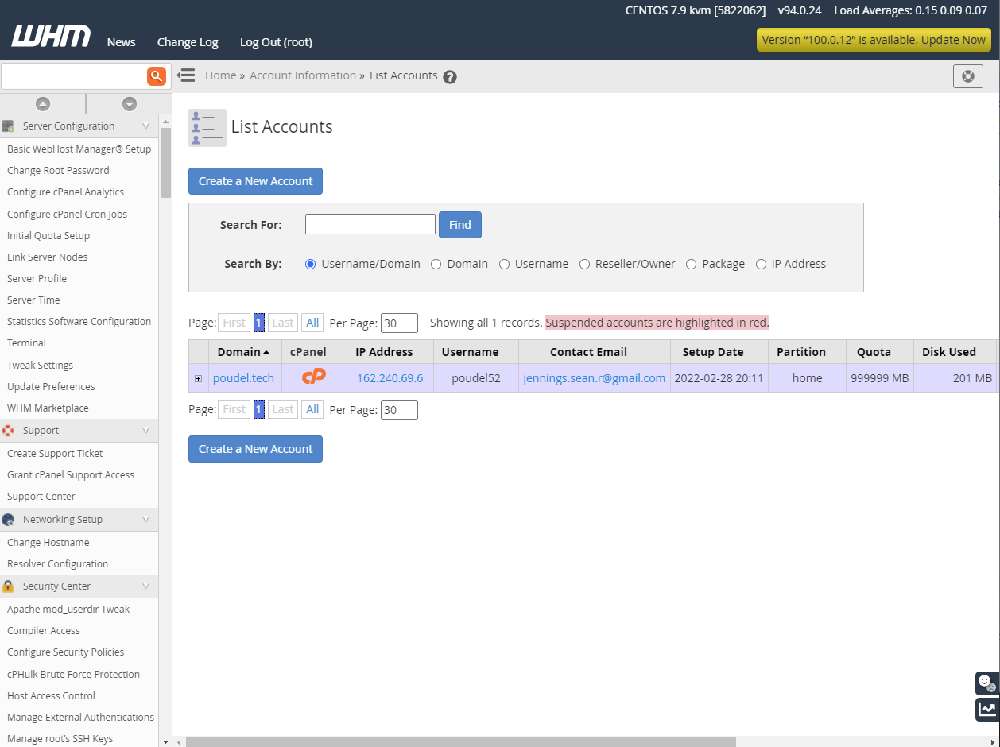 CENTOS 7.9 kvm [5822062] v94.0.24 Load Averages: 0.15 0.09 0.07
WHM News Change Log Log Out (root)
Version “100.0.12” is available. Update Now
Home » Account Information » List Accounts ?
Server Configuration
Basic WebHost Manager® Setup
Change Root Password
Configure cPanel Analytics
Configure cPanel Cron Jobs
Initial Quota Setup
Link Server Nodes
Server Profile
Server Time
Statistics Software Configuration
Terminal
Tweak Settings
Update Preferences
WHM Marketplace
Support
Create Support Ticket
Grant cPanel Support Access
Support Center
Networking Setup
Change Hostname
Resolver Configuration
Security Center
Apache mod_userdir Tweak
Compiler Access
Configure Security Policies
cPHulk Brute Force Protection
Host Access Control
Manage External Authentications
Manage root’s SSH Keys
List Accounts
Create a New Account
Search For: Find
Search By: Username/Domain Domain Username Reseller/Owner Package IP Address
Page: First 1 Last All Per Page: 30 Showing all 1 records. Suspended accounts are highlighted in red.
Domain cPanel IP Address Username Contact Email Setup Date Partition Quota Disk Used
poudel.tech cP 162.240.69.6 poudel52 jennings.sean.r@gmail.com 2022-02-28 20:11 home 999999 MB 201 MB
Page: First 1 Last All Per Page: 30
Create a New Account